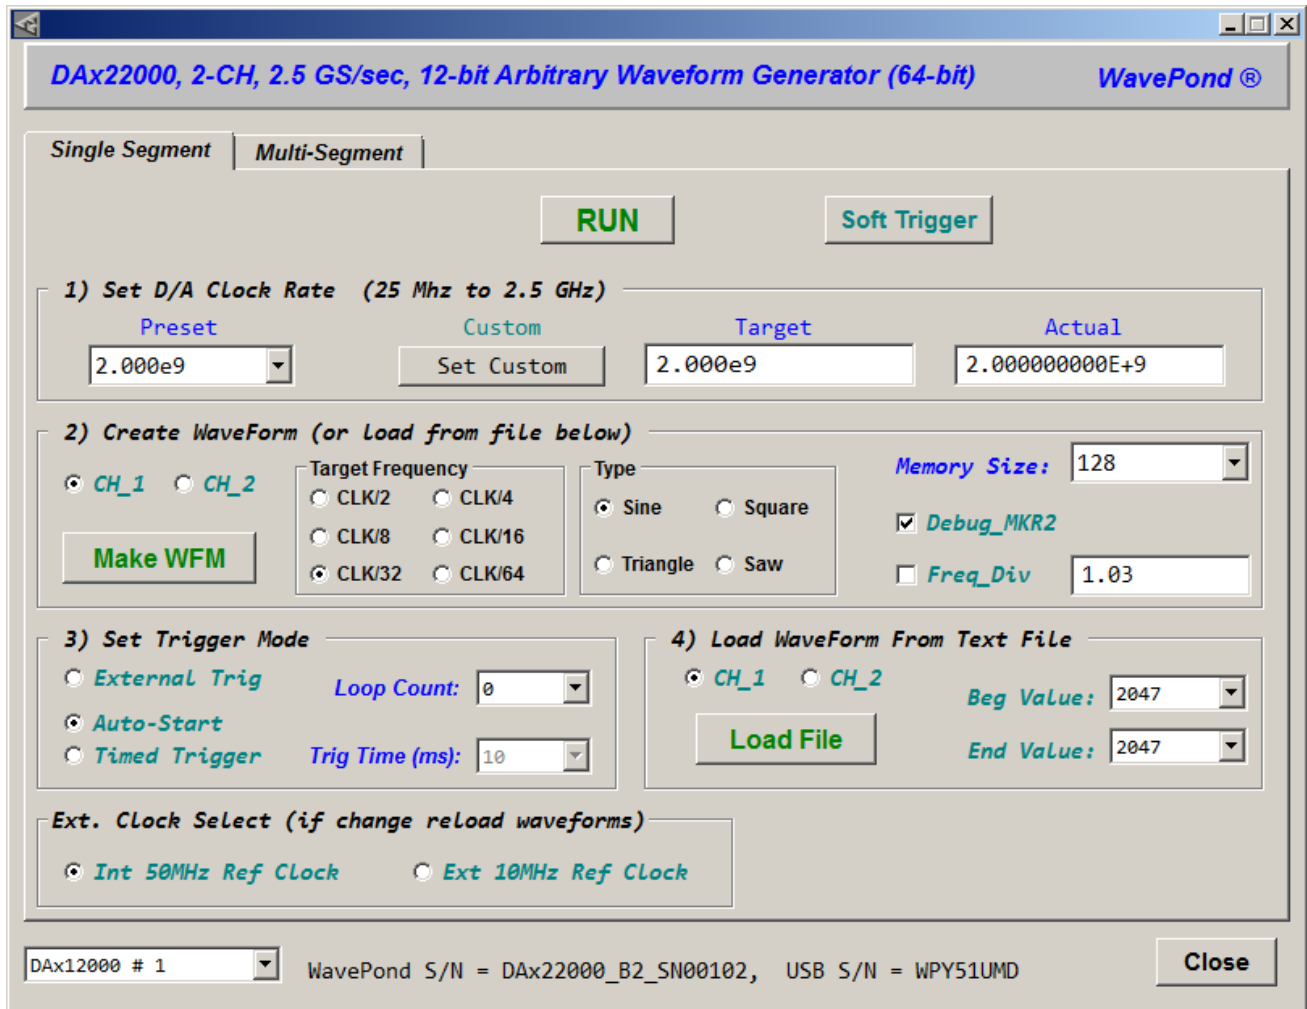 DAx22000, 2-CH, 2.5 GS/sec, 12-bit Arbitrary Waveform Generator (64-bit) WavePond ®
Single Segment Multi-Segment
RUN Soft Trigger
1) Set D/A Clock Rate (25 Mhz to 2.5 GHz)
Preset Custom Target Actual
2.000e9 Set Custom 2.000e9 2.000000000E+9
2) Create WaveForm (or load from file below)
CH_1 CH_2
Make WFM
Target Frequency
CLK/2 CLK/4
CLK/8 CLK/16
CLK/32 CLK/64
Type
Sine Square
Triangle Saw
Memory Size: 128
Debug_MKR2
Freq_Div 1.03
3) Set Trigger Mode
External Trig
Auto-Start
Timed Trigger
Loop Count: 0
Trig Time (ms): 10
4) Load WaveForm From Text File
CH_1 CH_2
Load File
Beg Value: 2047
End Value: 2047
Ext. Clock Select (if change reload waveforms)
Int 50MHz Ref Clock Ext 10MHz Ref Clock
DAx12000 # 1 WavePond S/N = DAx22000_B2_SN00102, USB S/N = WPY51UMD Close